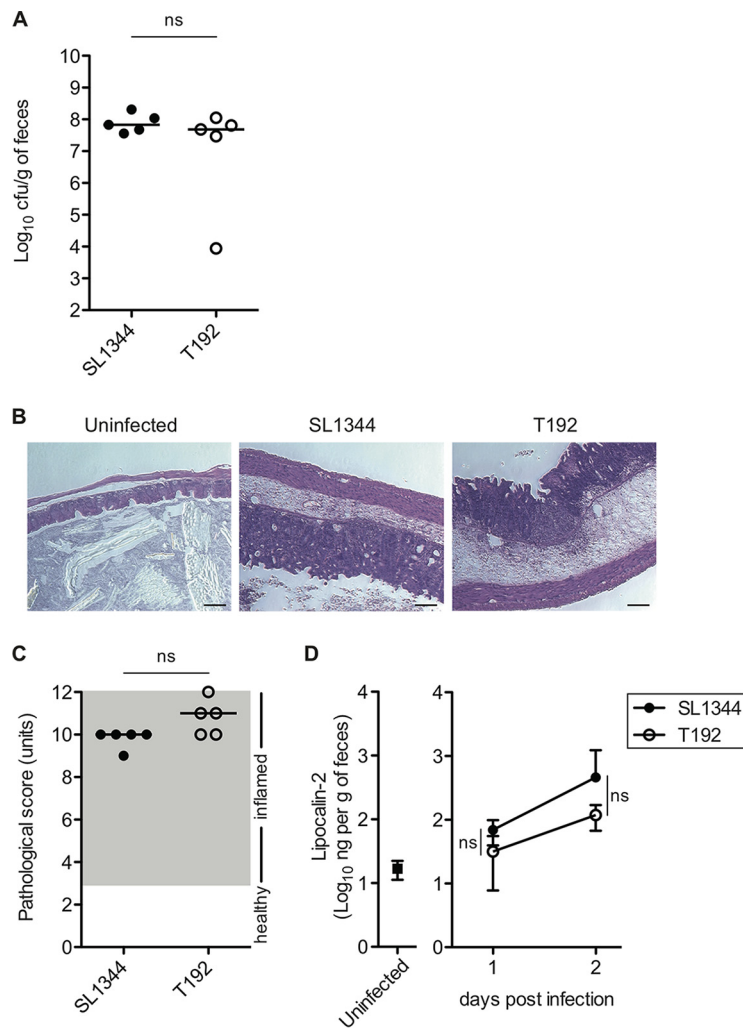 A
ns
Log10 cfu/g of feces
10
9
8
7
6
5
4
3
2
SL1344
T192
B
Uninfected
SL1344
T192
C
ns
Pathological score (units)
12
10
8
6
4
2
0
inflamed
healthy
SL1344
T192
D
Lipocalin-2
(Log10 ng per g of feces)
4
3
2
1
0
Uninfected
4
3
2
1
0
ns
ns
1
2
days post infection
SL1344
T192